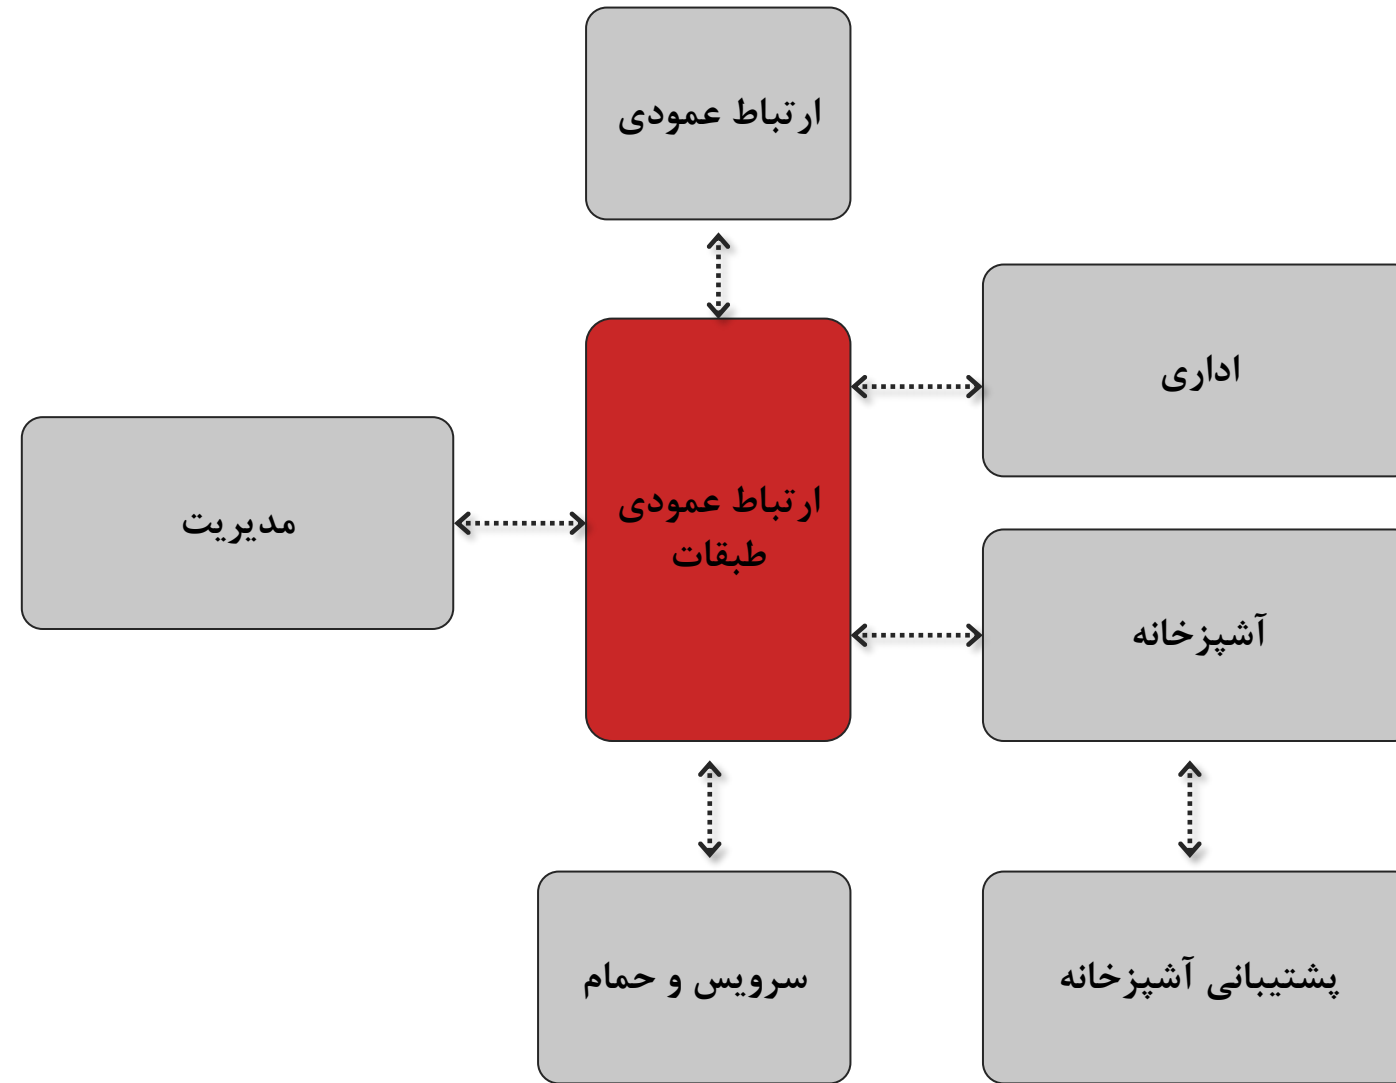 ارتباط عمودی
اداری
ارتباط عمودی
طبقات
مدیریت
آشپزخانه
سرویس و حمام
پشتیبانی آشپزخانه